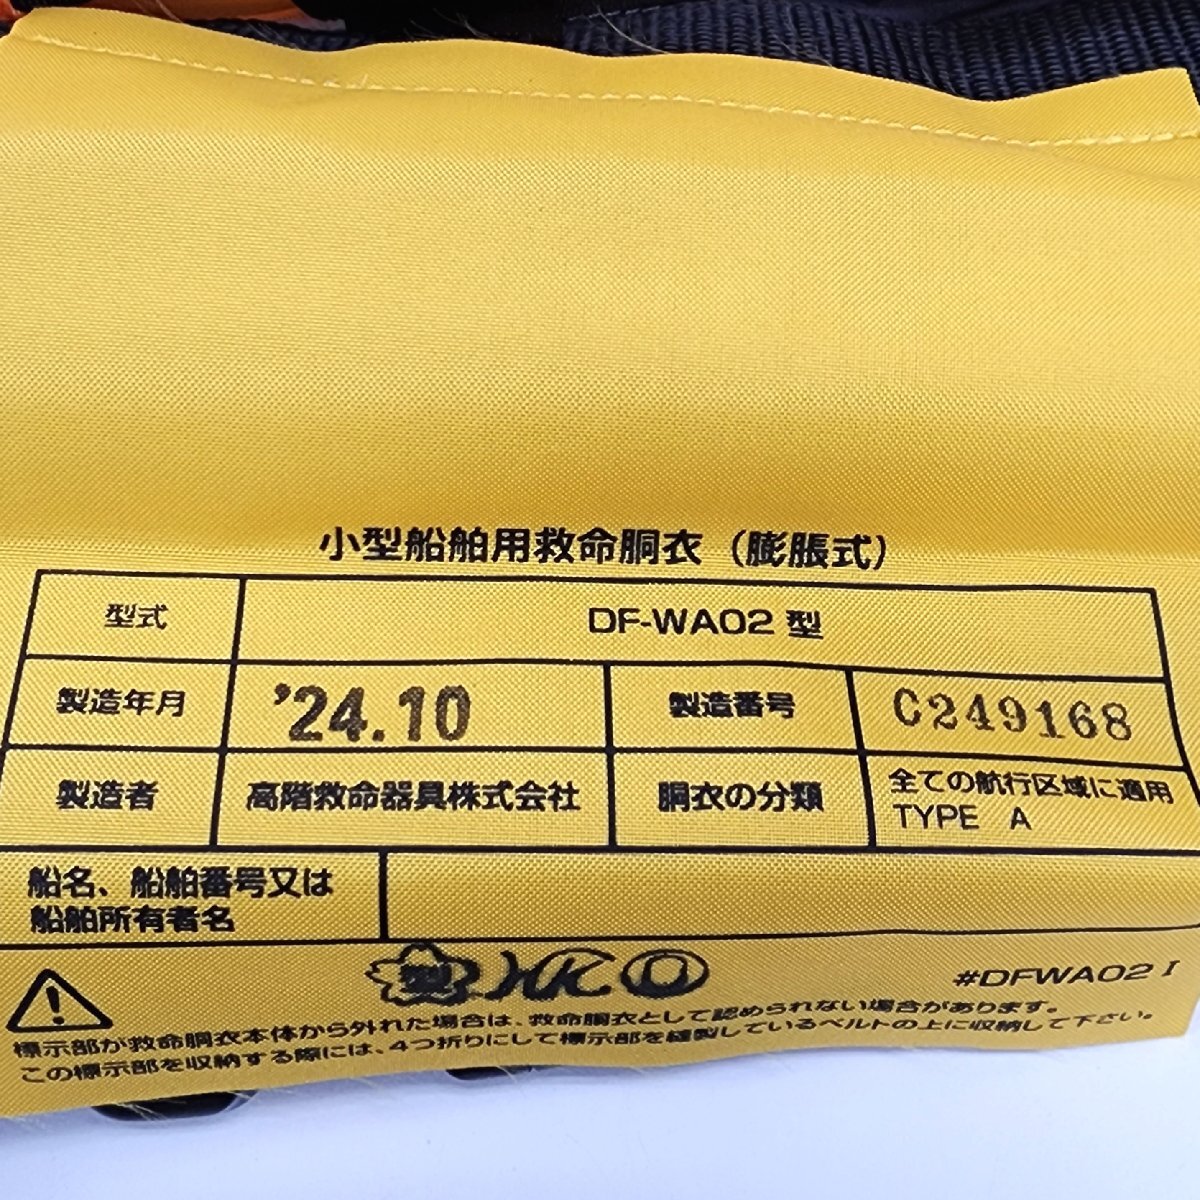 小型船舶用救命胴衣（膨脹式）
型式 DF-WA02 型
製造年月 '24.10 製造番号 C249168
製造者 高階救命器具株式会社 胴衣の分類 全ての航行区域に適用
TYPE A
船名、船舶番号又は
船舶所有者名
型 HK O
#DFWA02 I
標示部が救命胴衣本体から外れた場合は、救命胴衣として認められない場合があります。
この標示部を収納する際には、4つ折りにして標示部を縫製しているベルトの上に収納して下さい。